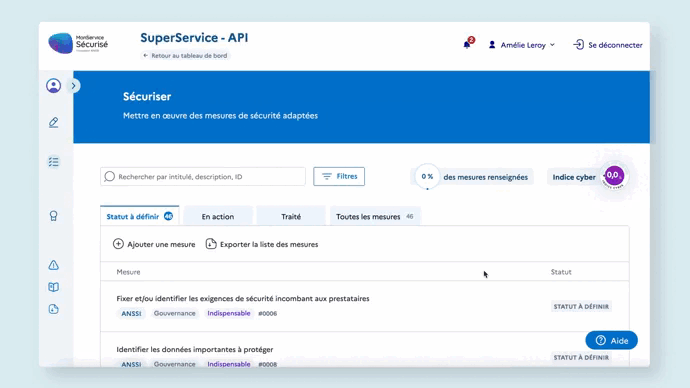 MonService
Sécurisé
SuperService - API
← Retour au tableau de bord
2
Amélie Leroy
Se déconnecter
Sécuriser
Mettre en œuvre des mesures de sécurité adaptées
Rechercher par intitulé, description, ID
Filtres
0 %
des mesures renseignées
Indice cyber
0,0
Statut à définir 46
En action
Traité
Toutes les mesures 46
Ajouter une mesure
Exporter la liste des mesures
Mesure
Statut
Fixer et/ou identifier les exigences de sécurité incombant aux prestataires
ANSSI Gouvernance Indispensable #0006
STATUT À DÉFINIR
Identifier les données importantes à protéger
ANSSI Gouvernance Indispensable #0008
STATUT À DÉFINIR
Aide